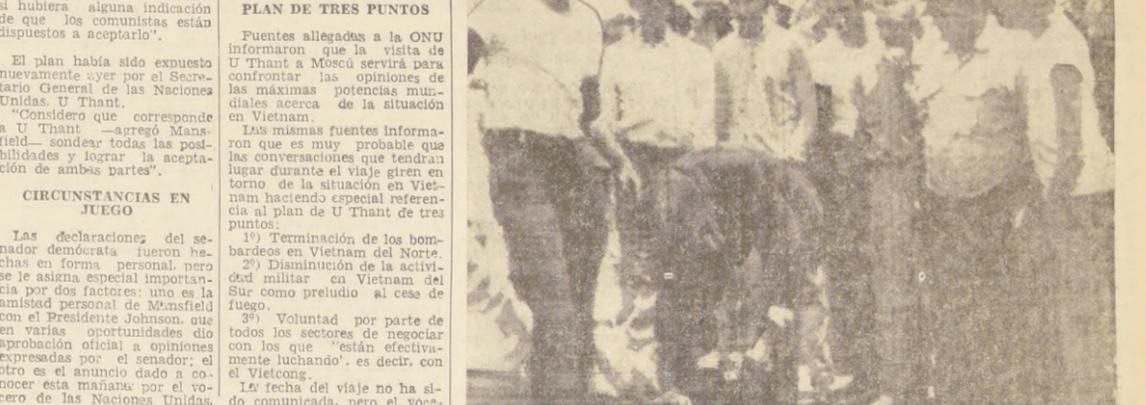 si hubiera alguna indicación
de que los comunistas están
dispuestos a aceptarlo".
El plan había sido expuesto
nuevamente ayer por el Secre-
tario General de las Naciones
Unidas, U Thant.
"Considero que corresponde
a U Thant —agregó Mans-
field— sondear todas las posi-
bilidades y lograr la acepta-
ción de ambas partes".
CIRCUNSTANCIAS EN
JUEGO
Las declaraciones del se-
nador demócrata fueron he-
chas en forma personal, pero
se le asigna especial importan-
cia por dos factores: uno es la
amistad personal de Mansfield
con el Presidente Johnson, que
en varias oportunidades dio
aprobación oficial a opiniones
expresadas por el senador; el
otro es el anuncio dado a co-
nocer esta mañana por el vo-
cero de las Naciones Unidas,
PLAN DE TRES PUNTOS
Fuentes allegadas a la ONU
informaron que la visita de
U Thant a Moscú servirá para
confrontar las opiniones de
las máximas potencias mun-
diales acerca de la situación
en Vietnam.
Las mismas fuentes informa-
ron que es muy probable que
las conversaciones que tendrán
lugar durante el viaje giren en
torno de la situación en Viet-
nam haciendo especial referen-
cia al plan de U Thant de tres
puntos:
1º) Terminación de los bom-
bardeos en Vietnam del Norte.
2º) Disminución de la activi-
dad militar en Vietnam del
Sur como preludio al cese de
fuego.
3º) Voluntad por parte de
todos los sectores de negociar
con los que "están efectiva-
mente luchando', es decir, con
el Vietcong.
La fecha del viaje no ha si-
do comunicada, pero el voce-